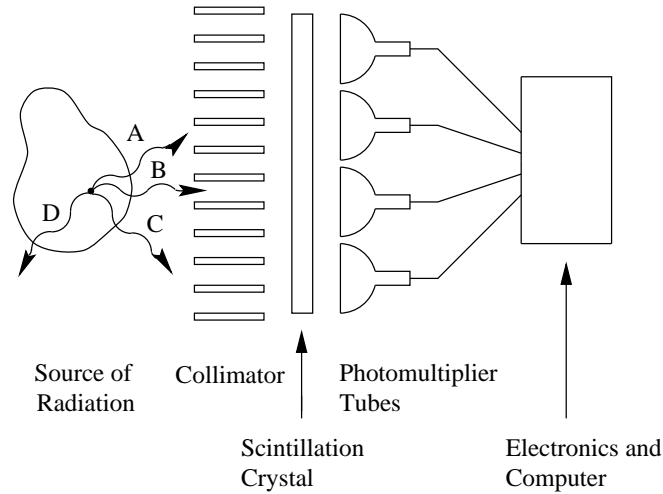 A
B
D
C
Source of
Radiation
Collimator
Photomultiplier
Tubes
Scintillation
Crystal
Electronics and
Computer